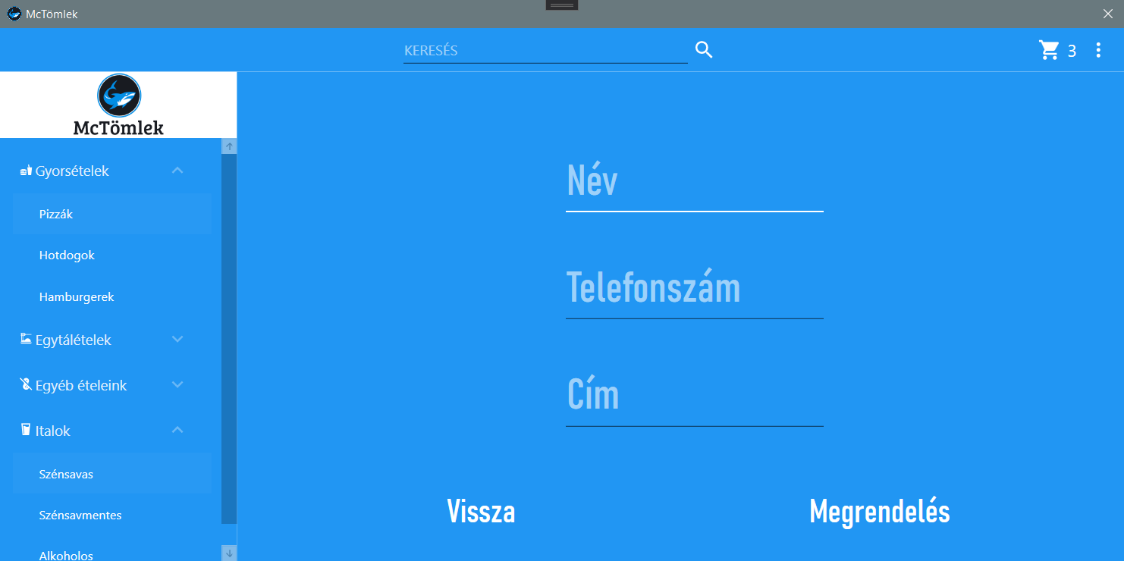 McTömlek
KERESÉS
3
McTömlek
Gyorsételek
Pizzák
Hotdogok
Hamburgerek
Egytálételek
Egyéb ételeink
Italok
Szénsavas
Szénsavmentes
Alkoholos
Név
Telefonszám
Cím
Vissza
Megrendelés